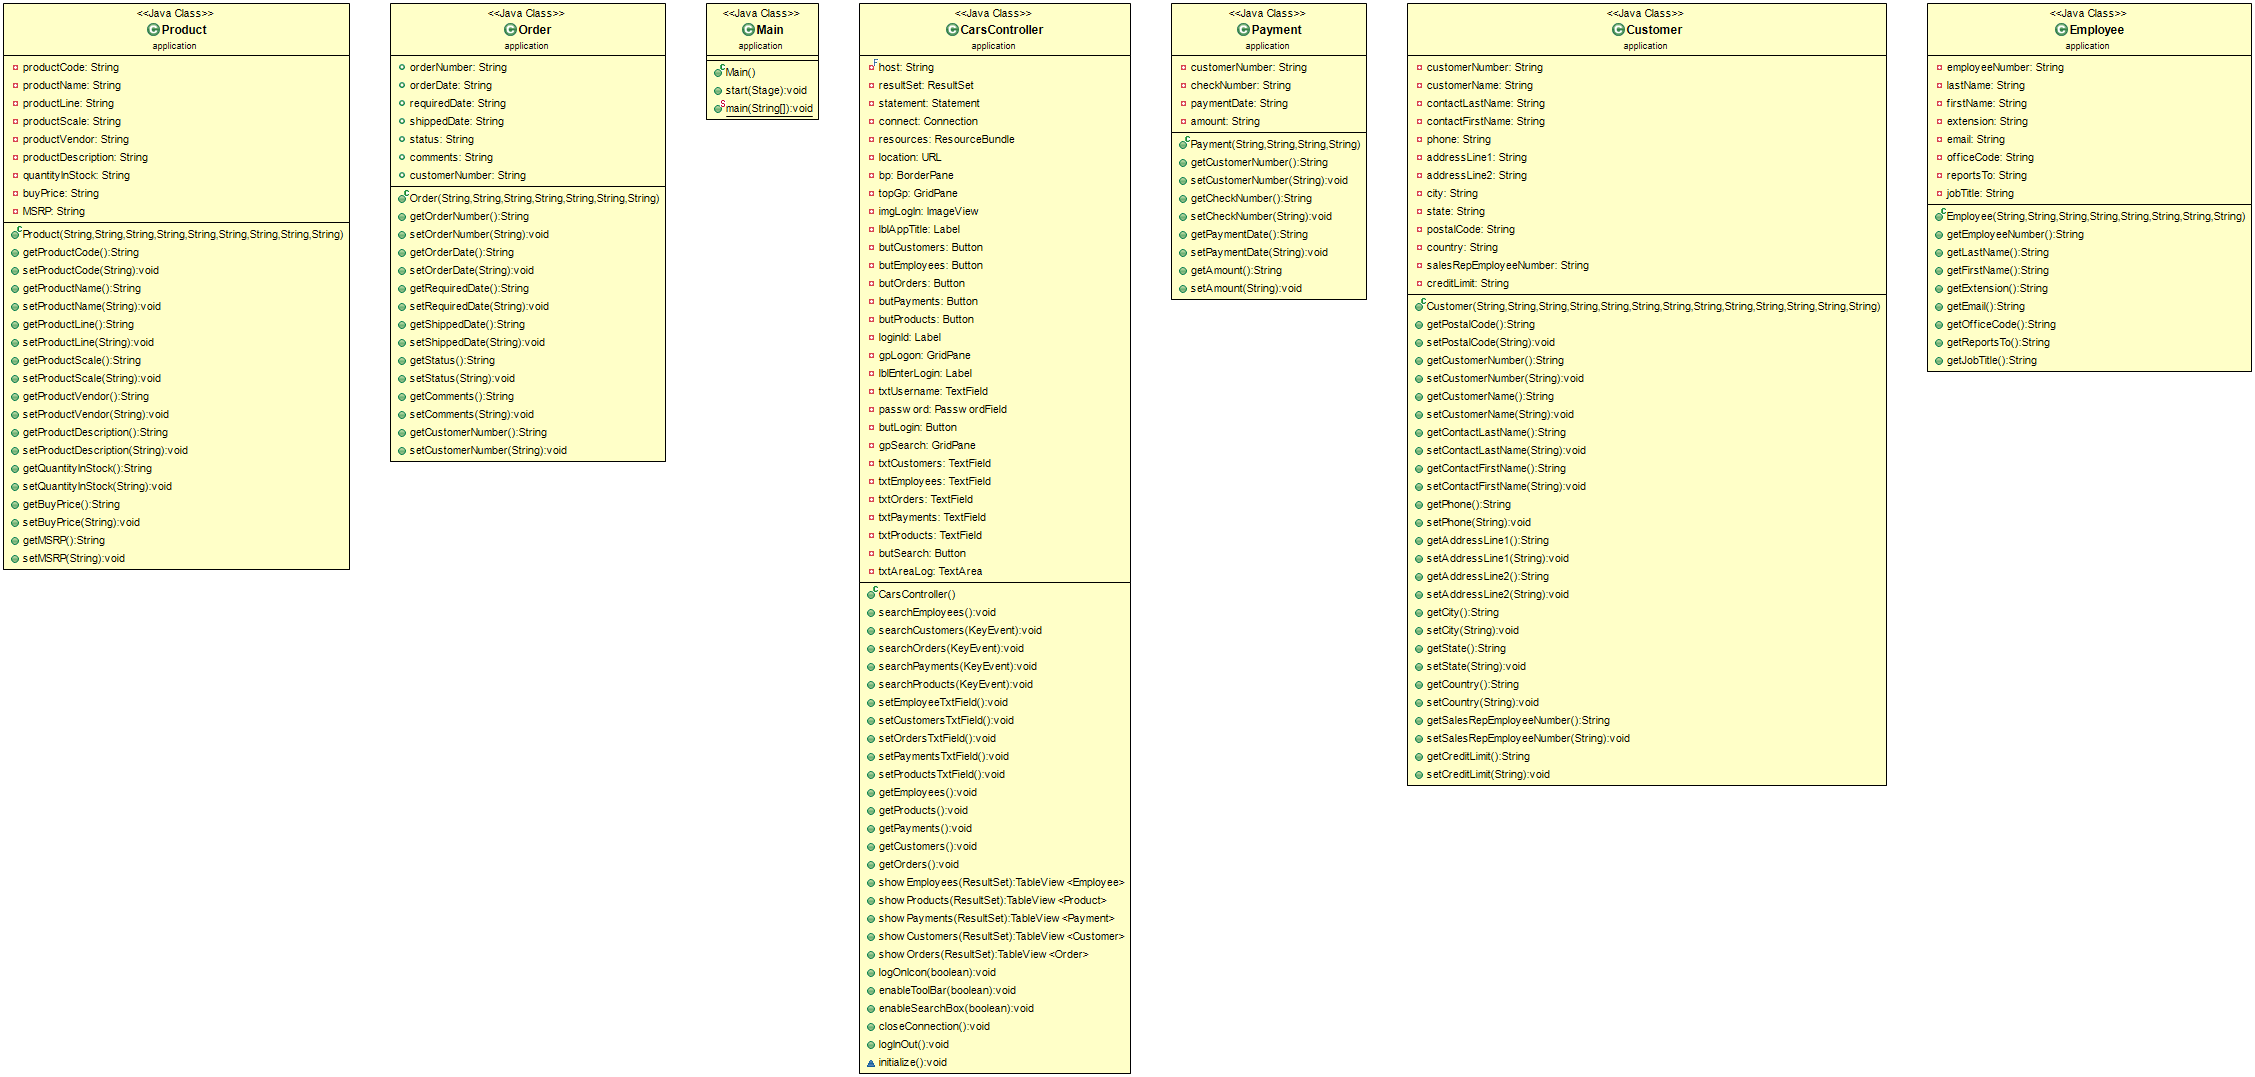 <<Java Class>>
Product
application
productCode: String
productName: String
productLine: String
productScale: String
productVendor: String
productDescription: String
quantityInStock: String
buyPrice: String
MSRP: String
Product(String,String,String,String,String,String,String,String,String)
getProductCode():String
setProductCode(String):void
getProductName():String
setProductName(String):void
getProductLine():String
setProductLine(String):void
getProductScale():String
setProductScale(String):void
getProductVendor():String
setProductVendor(String):void
getProductDescription():String
setProductDescription(String):void
getQuantityInStock():String
setQuantityInStock(String):void
getBuyPrice():String
setBuyPrice(String):void
getMSRP():String
setMSRP(String):void
<<Java Class>>
Order
application
orderNumber: String
orderDate: String
requiredDate: String
shippedDate: String
status: String
comments: String
customerNumber: String
Order(String,String,String,String,String,String,String)
getOrderNumber():String
setOrderNumber(String):void
getOrderDate():String
setOrderDate(String):void
getRequiredDate():String
setRequiredDate(String):void
getShippedDate():String
setShippedDate(String):void
getStatus():String
setStatus(String):void
getComments():String
setComments(String):void
getCustomerNumber():String
setCustomerNumber(String):void
<<Java Class>>
Main
application
Main()
start(Stage):void
main(String[]):void
<<Java Class>>
CarsController
application
host: String
resultSet: ResultSet
statement: Statement
connect: Connection
resources: ResourceBundle
location: URL
bp: BorderPane
topGp: GridPane
imgLogIn: ImageView
lblAppTitle: Label
butCustomers: Button
butEmployees: Button
butOrders: Button
butPayments: Button
butProducts: Button
loginId: Label
gpLogon: GridPane
lblEnterLogin: Label
txtUsername: TextField
password: PasswordField
butLogin: Button
gpSearch: GridPane
txtCustomers: TextField
txtEmployees: TextField
txtOrders: TextField
txtPayments: TextField
txtProducts: TextField
butSearch: Button
txtAreaLog: TextArea
CarsController()
searchEmployees():void
searchCustomers(KeyEvent):void
searchOrders(KeyEvent):void
searchPayments(KeyEvent):void
searchProducts(KeyEvent):void
setEmployeeTxtField():void
setCustomersTxtField():void
setOrdersTxtField():void
setPaymentsTxtField():void
setProductsTxtField():void
getEmployees():void
getProducts():void
getPayments():void
getCustomers():void
getOrders():void
showEmployees(ResultSet):TableView<Employee>
showProducts(ResultSet):TableView<Product>
showPayments(ResultSet):TableView<Payment>
showCustomers(ResultSet):TableView<Customer>
showOrders(ResultSet):TableView<Order>
logOnIcon(boolean):void
enableToolBar(boolean):void
enableSearchBox(boolean):void
closeConnection():void
logInOut():void
initialize():void
<<Java Class>>
Payment
application
customerNumber: String
checkNumber: String
paymentDate: String
amount: String
Payment(String,String,String,String)
getCustomerNumber():String
setCustomerNumber(String):void
getCheckNumber():String
setCheckNumber(String):void
getPaymentDate():String
setPaymentDate(String):void
getAmount():String
setAmount(String):void
<<Java Class>>
Customer
application
customerNumber: String
customerName: String
contactLastName: String
contactFirstName: String
phone: String
addressLine1: String
addressLine2: String
city: String
state: String
postalCode: String
country: String
salesRepEmployeeNumber: String
creditLimit: String
Customer(String,String,String,String,String,String,String,String,String,String,String,String,String)
getPostalCode():String
setPostalCode(String):void
getCustomerNumber():String
setCustomerNumber(String):void
getCustomerName():String
setCustomerName(String):void
getContactLastName():String
setContactLastName(String):void
getContactFirstName():String
setContactFirstName(String):void
getPhone():String
setPhone(String):void
getAddressLine1():String
setAddressLine1(String):void
getAddressLine2():String
setAddressLine2(String):void
getCity():String
setCity(String):void
getState():String
setState(String):void
getCountry():String
setCountry(String):void
getSalesRepEmployeeNumber():String
setSalesRepEmployeeNumber(String):void
getCreditLimit():String
setCreditLimit(String):void
<<Java Class>>
Employee
application
employeeNumber: String
lastName: String
firstName: String
extension: String
email: String
officeCode: String
reportsTo: String
jobTitle: String
Employee(String,String,String,String,String,String,String,String)
getEmployeeNumber():String
getLastName():String
getFirstName():String
getExtension():String
getEmail():String
getOfficeCode():String
getReportsTo():String
getJobTitle():String